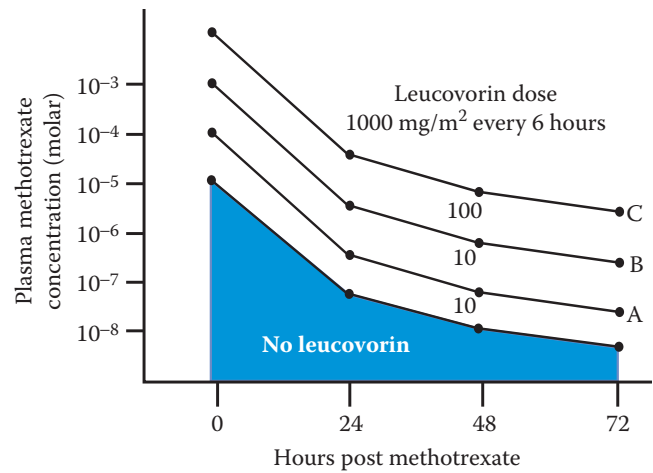 Plasma methotrexate
concentration (molar)
10⁻³
10⁻⁴
10⁻⁵
10⁻⁶
10⁻⁷
10⁻⁸
Leucovorin dose
1000 mg/m² every 6 hours
100
C
10
B
10
A
No leucovorin
0 24 48 72
Hours post methotrexate